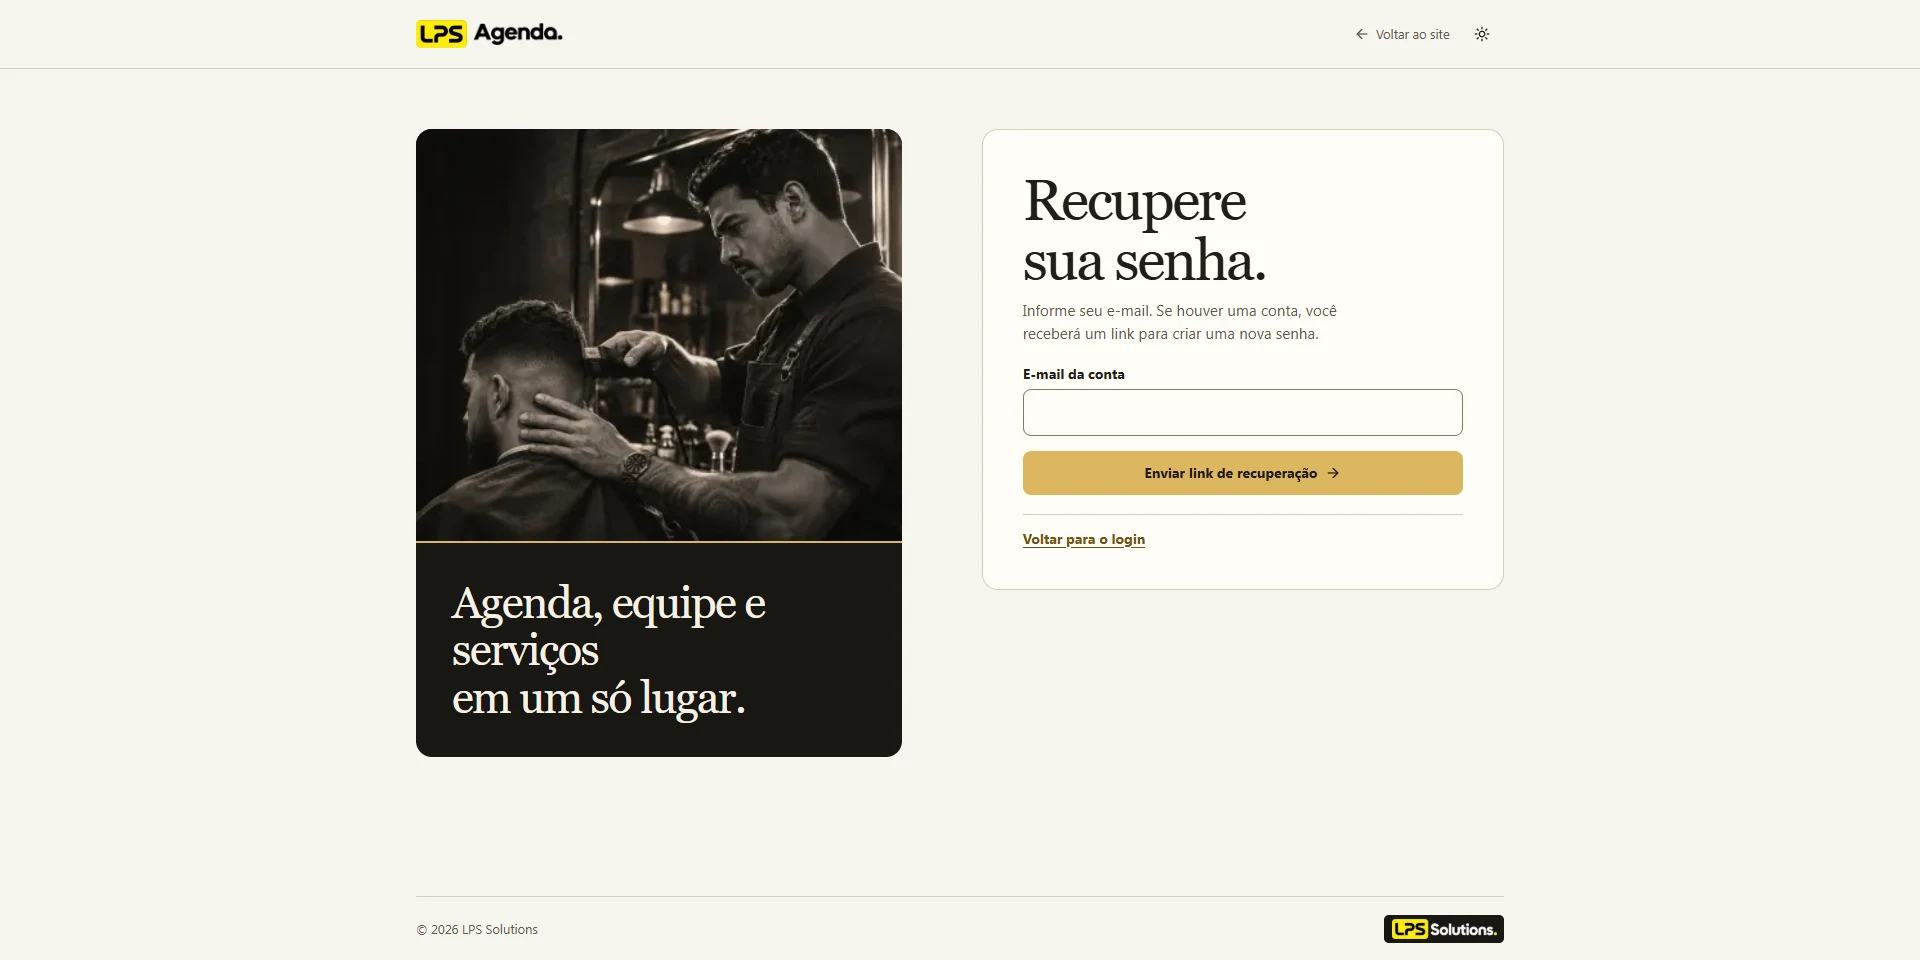 LPS Agenda.
Voltar ao site
Agenda, equipe e
serviços
em um só lugar.
Recupere
sua senha.
Informe seu e-mail. Se houver uma conta, você
receberá um link para criar uma nova senha.
E-mail da conta
Enviar link de recuperação
Voltar para o login
© 2026 LPS Solutions
LPS Solutions.